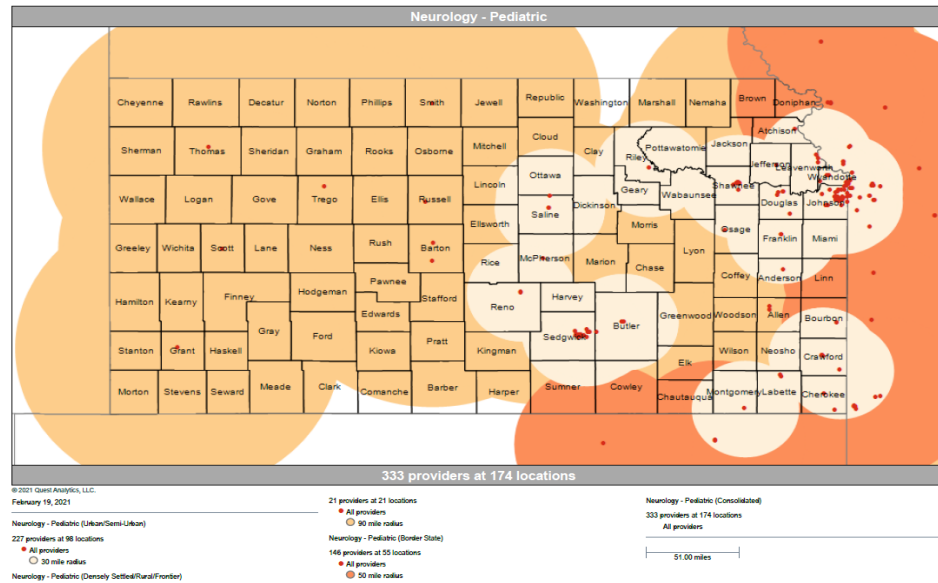 Neurology - Pediatric
Cheyenne Rawlins Decatur Norton Phillips Smith Jewell Republic Washington Marshall Nemaha Brown Doniphan
Atchison
Sherman Thomas Sheridan Graham Rooks Osborne Mitchell Cloud Clay Riley Pottawatomie Jackson Jefferson Leavenworth
Wyandotte
Lincoln Ottawa Geary Wabaunsee Shawnee
Wallace Logan Gove Trego Ellis Russell Saline Dickinson Douglas Johnson
Ellsworth Morris Osage
Greeley Wichita Scott Lane Ness Rush Barton Rice McPherson Marion Chase Lyon Franklin Miami
Coffey Anderson Linn
Hamilton Kearny Finney Hodgeman Pawnee Stafford Reno Harvey
Edwards Greenwood Woodson Allen Bourbon
Gray Ford Sedgwick Butler
Stanton Grant Haskell Kiowa Pratt Kingman Elk Wilson Neosho Crawford
Morton Stevens Seward Meade Clark Comanche Barber Harper Sumner Cowley Chautauqua Montgomery Labette Cherokee
333 providers at 174 locations
© 2021 Quest Analytics, LLC.
February 19, 2021
Neurology - Pediatric (Urban/Semi-Urban)
227 providers at 98 locations
All providers
30 mile radius
Neurology - Pediatric (Densely Settled/Rural/Frontier)
21 providers at 21 locations
All providers
90 mile radius
Neurology - Pediatric (Border State)
146 providers at 55 locations
All providers
50 mile radius
Neurology - Pediatric (Consolidated)
333 providers at 174 locations
All providers
51.00 miles